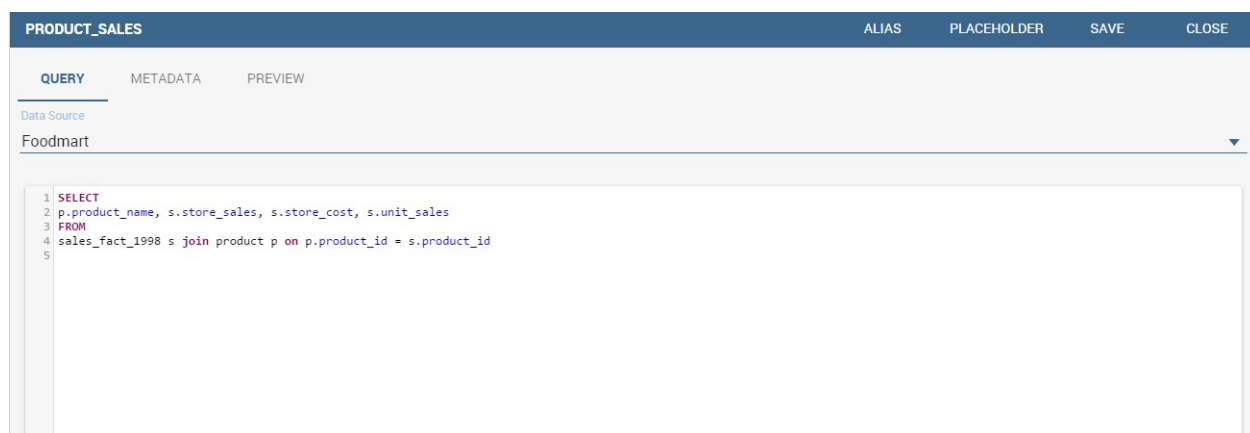 PRODUCT_SALES ALIAS PLACEHOLDER SAVE CLOSE
QUERY METADATA PREVIEW
Data Source
Foodmart
1 SELECT
2 p.product_name, s.store_sales, s.store_cost, s.unit_sales
3 FROM
4 sales_fact_1998 s join product p on p.product_id = s.product_id
5